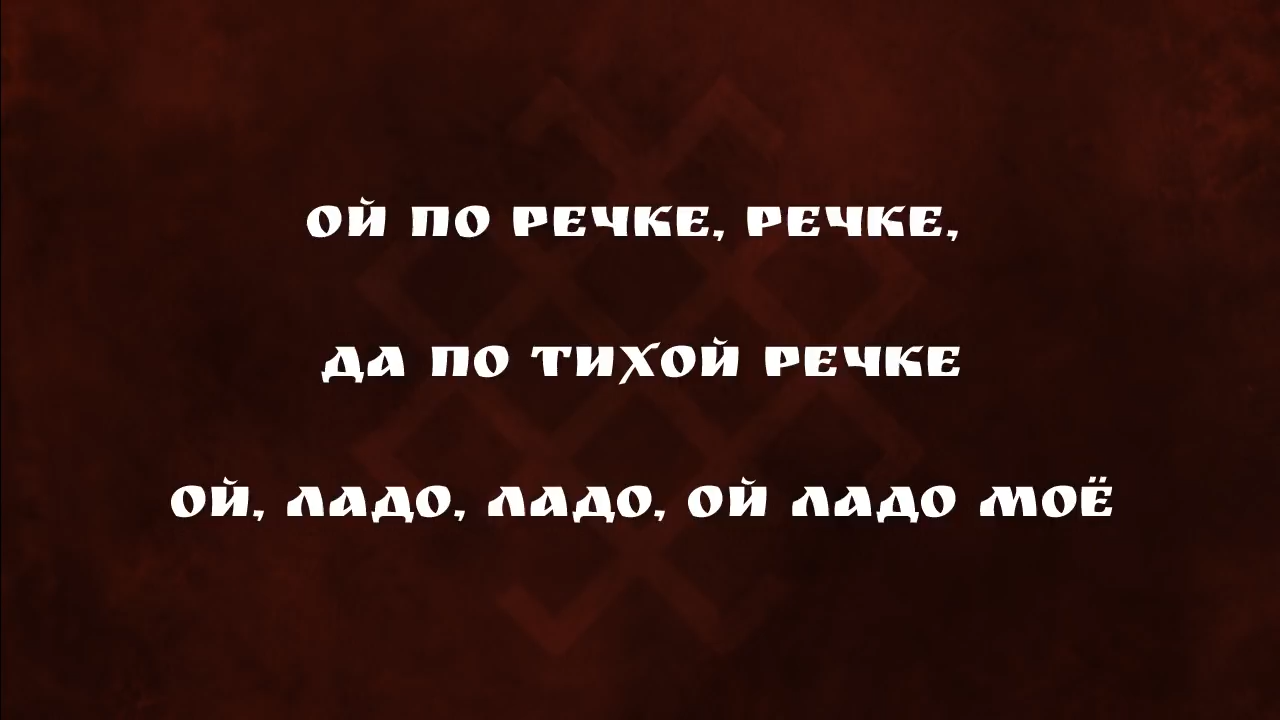 ОЙ ПО РЕЧКЕ, РЕЧКЕ,
ДА ПО ТИХОЙ РЕЧКЕ
ОЙ, ЛАДО, ЛАДО, ОЙ ЛАДО МОЁ